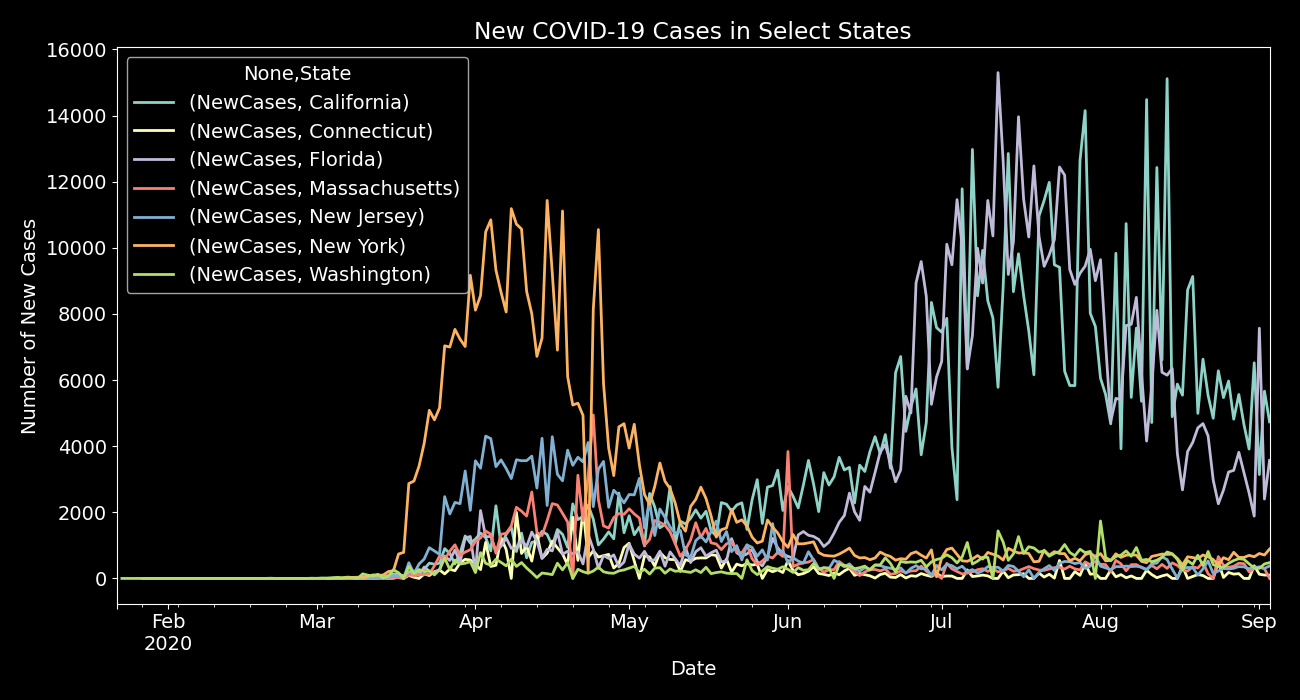 New COVID-19 Cases in Select States
16000
14000
12000
10000
8000
6000
4000
2000
0
Number of New Cases
None,State
(NewCases, California)
(NewCases, Connecticut)
(NewCases, Florida)
(NewCases, Massachusetts)
(NewCases, New Jersey)
(NewCases, New York)
(NewCases, Washington)
Feb Mar Apr May Jun Jul Aug Sep
2020
Date